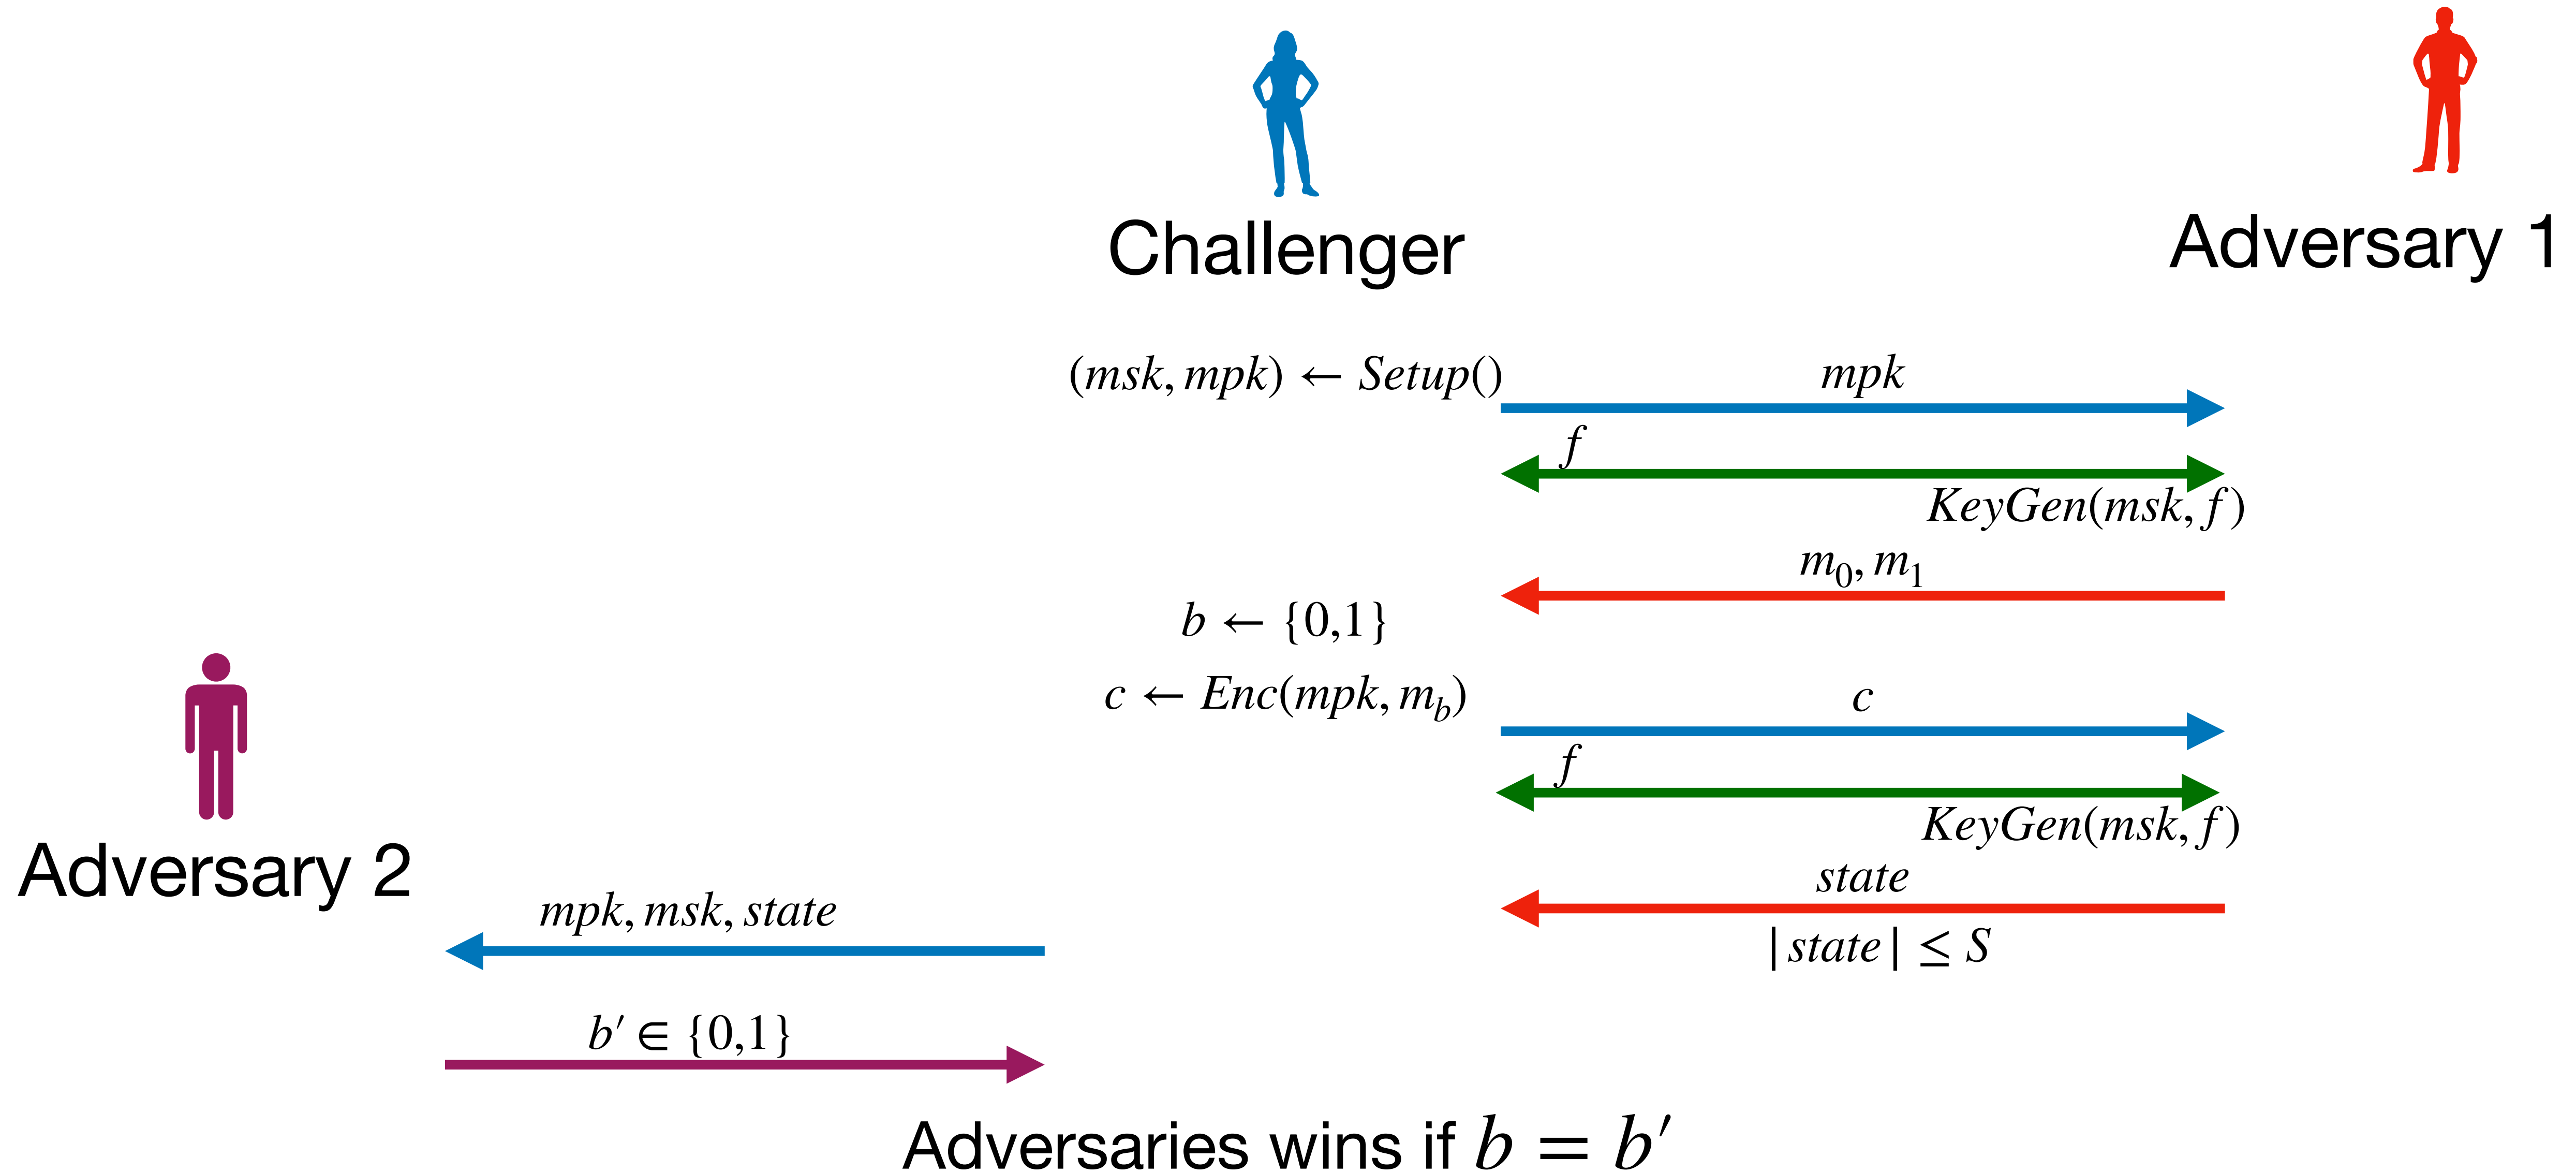 Challenger
Adversary 1
(msk, mpk) ← Setup()
mpk
f
KeyGen(msk, f)
m₀, m₁
b ← {0,1}
c ← Enc(mpk, m_b)
c
f
KeyGen(msk, f)
Adversary 2
state
mpk, msk, state
|state| ≤ S
b′ ∈ {0,1}
Adversaries wins if b = b′